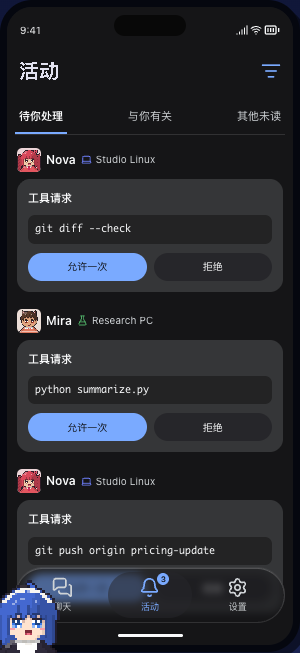 9:41
活动
待你处理
与你有关
其他未读
Nova Studio Linux
工具请求
git diff --check
允许一次
拒绝
Mira Research PC
工具请求
python summarize.py
允许一次
拒绝
Nova Studio Linux
工具请求
git push origin pricing-update
3
聊天
活动
设置